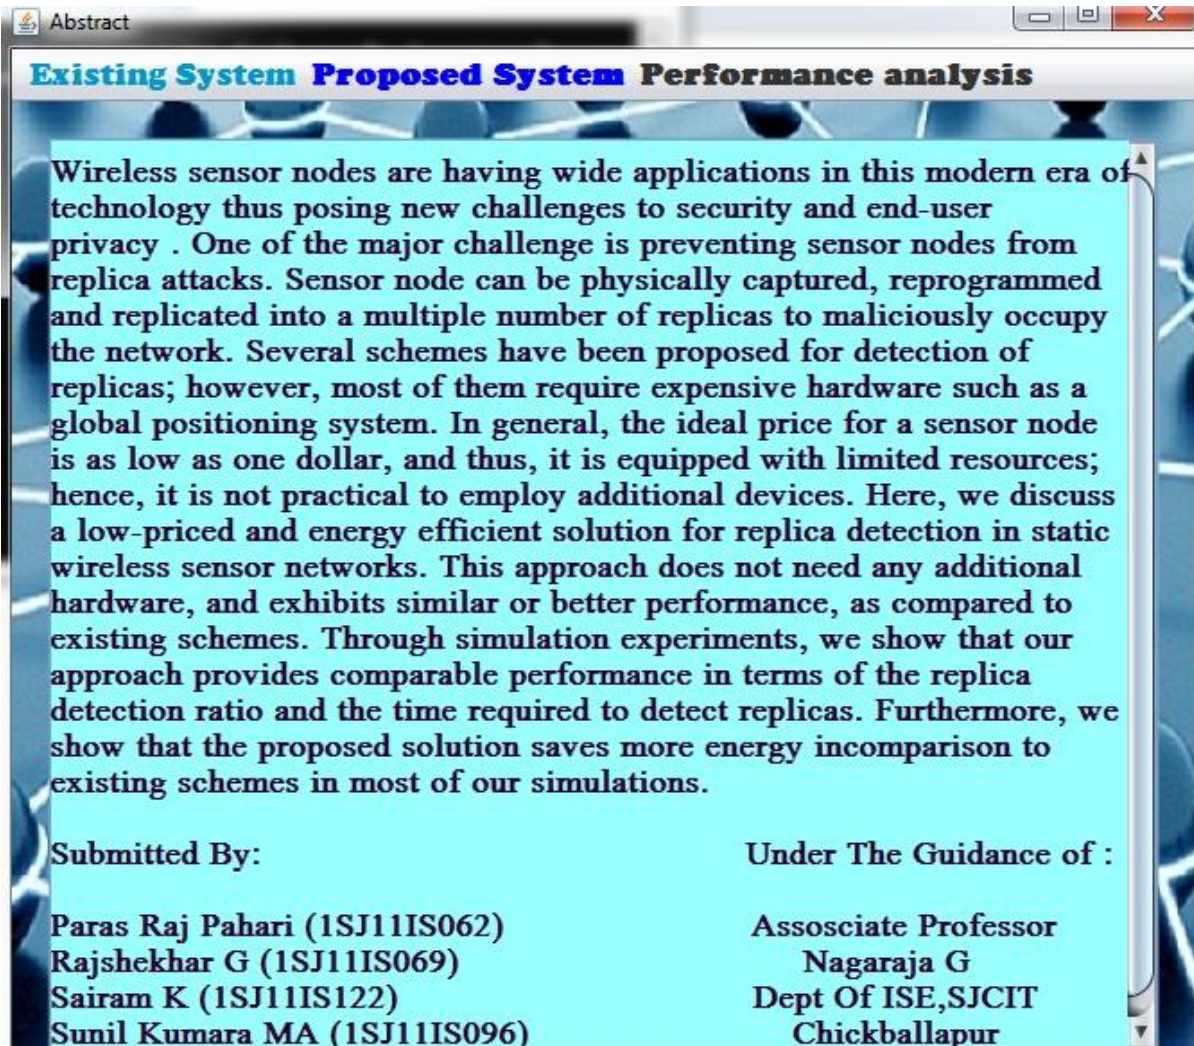 Abstract
Existing System Proposed System Performance analysis
Wireless sensor nodes are having wide applications in this modern era of
technology thus posing new challenges to security and end-user
privacy . One of the major challenge is preventing sensor nodes from
replica attacks. Sensor node can be physically captured, reprogrammed
and replicated into a multiple number of replicas to maliciously occupy
the network. Several schemes have been proposed for detection of
replicas; however, most of them require expensive hardware such as a
global positioning system. In general, the ideal price for a sensor node
is as low as one dollar, and thus, it is equipped with limited resources;
hence, it is not practical to employ additional devices. Here, we discuss
a low-priced and energy efficient solution for replica detection in static
wireless sensor networks. This approach does not need any additional
hardware, and exhibits similar or better performance, as compared to
existing schemes. Through simulation experiments, we show that our
approach provides comparable performance in terms of the replica
detection ratio and the time required to detect replicas. Furthermore, we
show that the proposed solution saves more energy incomparison to
existing schemes in most of our simulations.
Submitted By: Under The Guidance of :
Paras Raj Pahari (1SJ11IS062) Assosciate Professor
Rajshekhar G (1SJ11IS069) Nagaraja G
Sairam K (1SJ11IS122) Dept Of ISE,SJCIT
Sunil Kumara MA (1SJ11IS096) Chickballapur